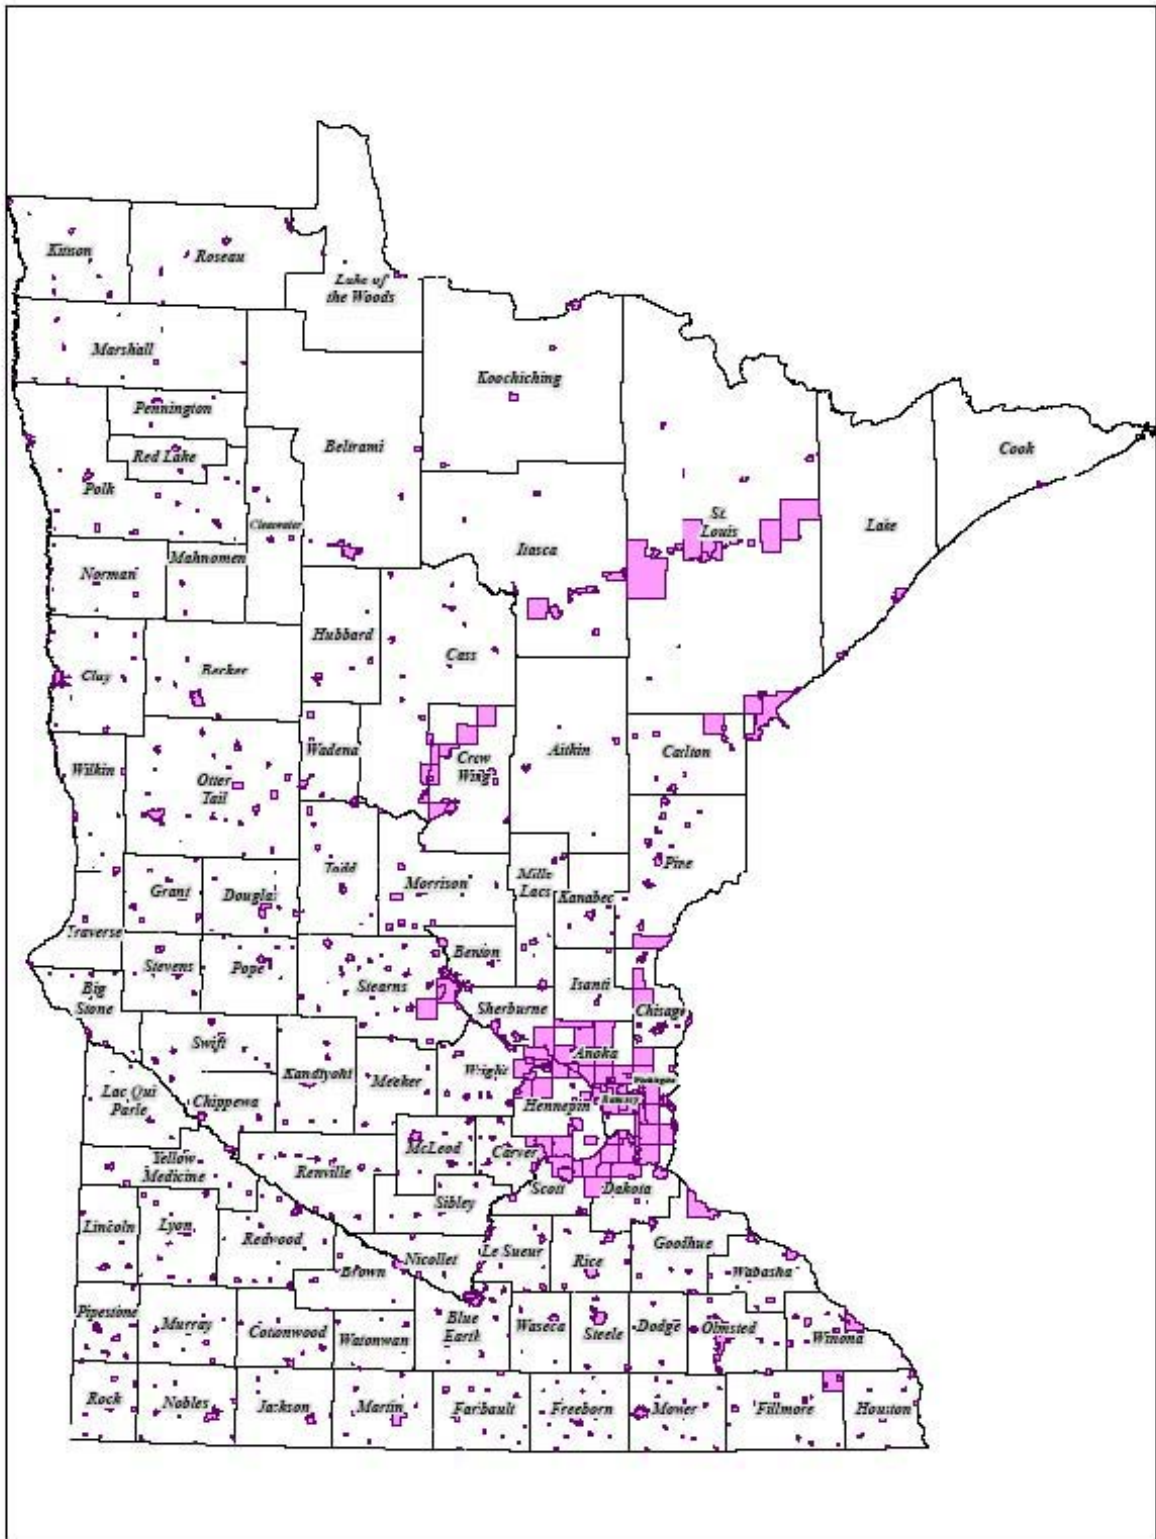 Kittson
Roseau
Lake of
the Woods
Marshall
Koochiching
Pennington
Beltrami
Red Lake
Cook
Polk
St.
Louis
Clearwater
Lake
Itasca
Mahnomen
Norman
Hubbard
Cass
Clay
Becker
Wadena
Aitkin
Carlton
Crow
Wing
Wilkin
Otter
Tail
Todd
Morrison
Mille
Lacs
Pine
Grant
Douglas
Kanabec
Traverse
Benton
Stevens
Pope
Stearns
Isanti
Big
Stone
Sherburne
Chisago
Swift
Anoka
Kandiyohi
Meeker
Wright
Washington
Lac Qui
Parle
Chippewa
Hennepin
Ramsey
McLeod
Carver
Yellow
Medicine
Renville
Scott
Dakota
Sibley
Lincoln
Lyon
Redwood
Le Sueur
Goodhue
Nicollet
Rice
Brown
Wabasha
Pipestone
Murray
Cottonwood
Watonwan
Blue
Earth
Waseca
Steele
Dodge
Olmsted
Winona
Rock
Nobles
Jackson
Martin
Faribault
Freeborn
Mower
Fillmore
Houston